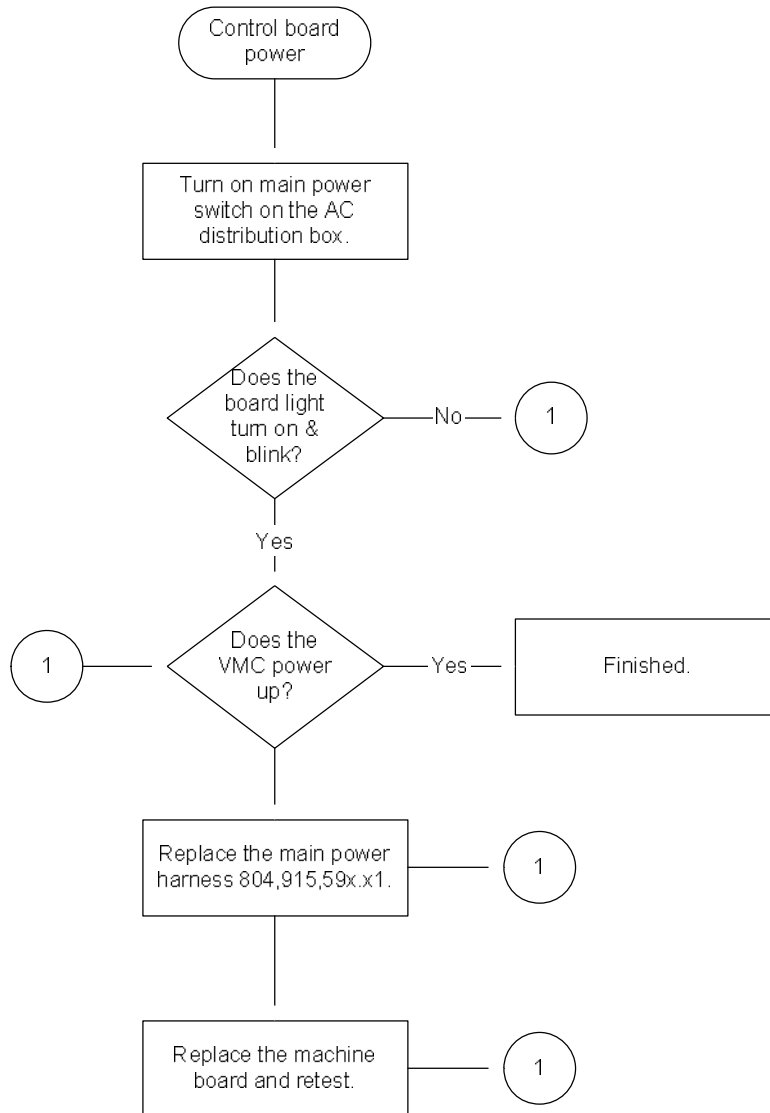 Control board
power
Turn on main power
switch on the AC
distribution box.
Does the
board light
turn on &
blink?
No
1
Yes
1
Does the
VMC power
up?
Yes
Finished.
Replace the main power
harness 804,915,59x.x1.
1
Replace the machine
board and retest.
1